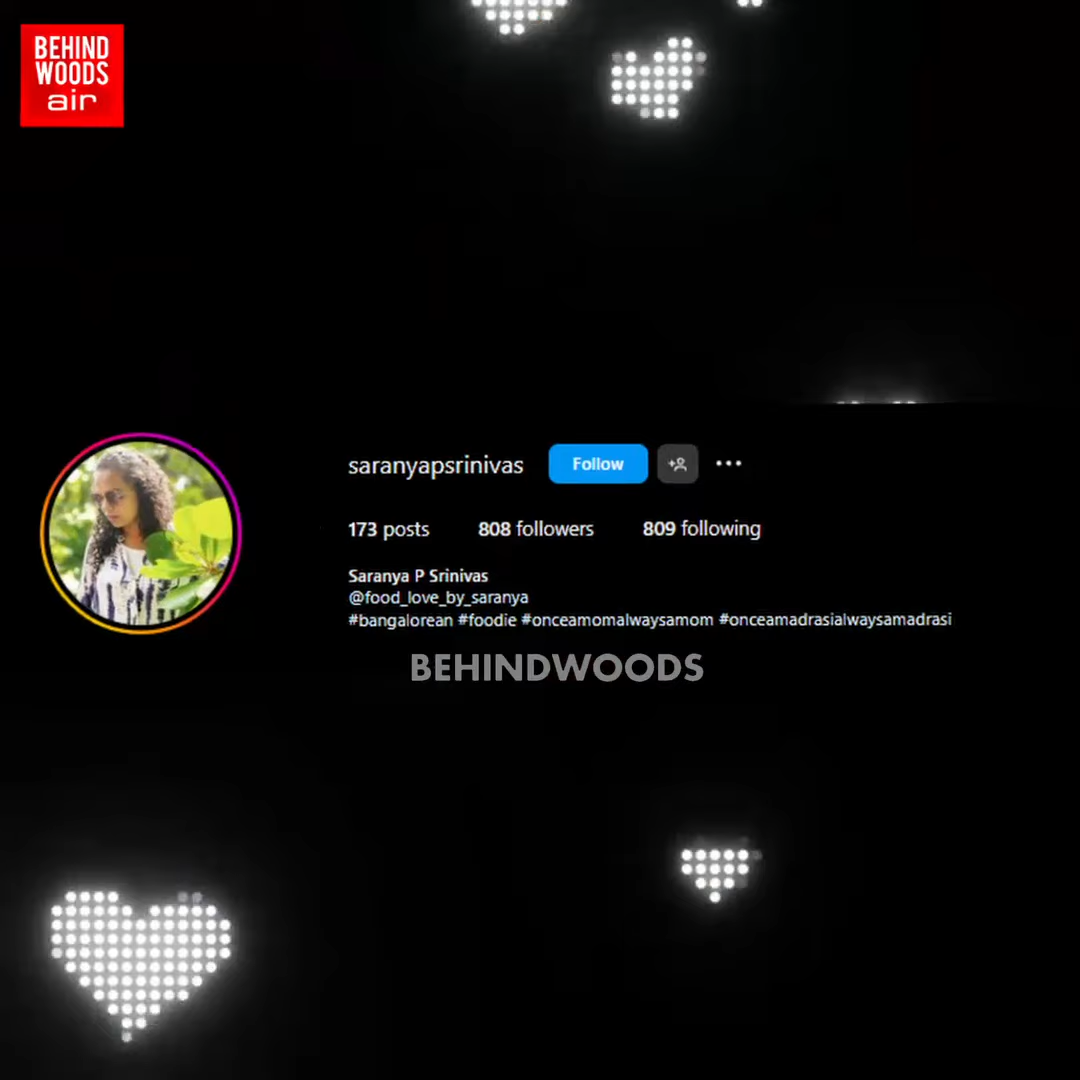 BEHIND
WOODS
air
saranyapsrinivas Follow
173 posts 808 followers 809 following
Saranya P Srinivas
@food_love_by_saranya
#bangalorean #foodie #onceamomalwaysamom #onceamadrasialwaysamadrasi
BEHINDWOODS